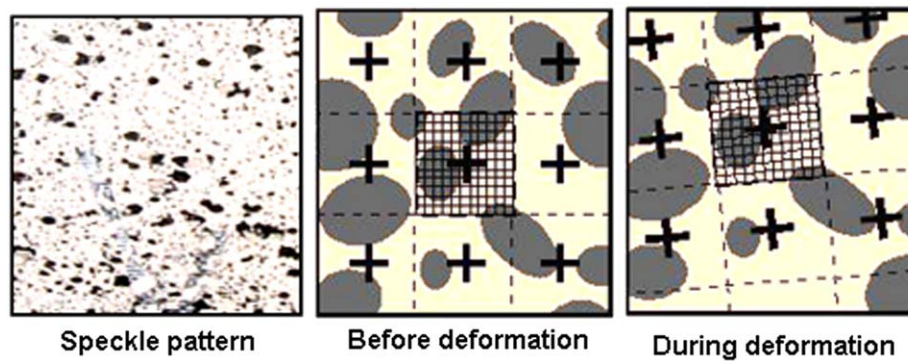 Speckle pattern
Before deformation
During deformation